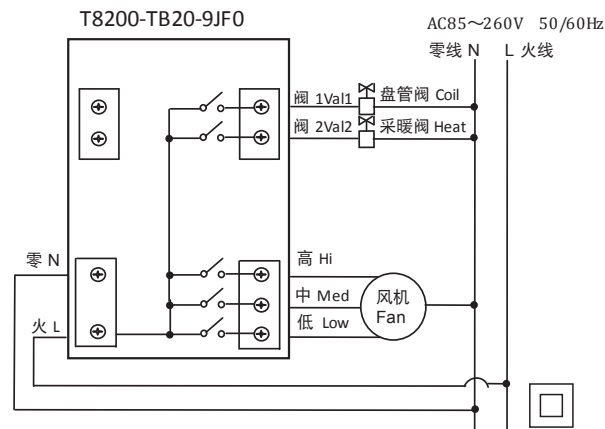 T8200-TB20-9JF0
AC85～260V 50/60Hz
零线 N
L 火线
阀 1Val1
盘管阀 Coil
阀 2Val2
采暖阀 Heat
零 N
高 Hi
中 Med
风机
Fan
火 L
低 Low